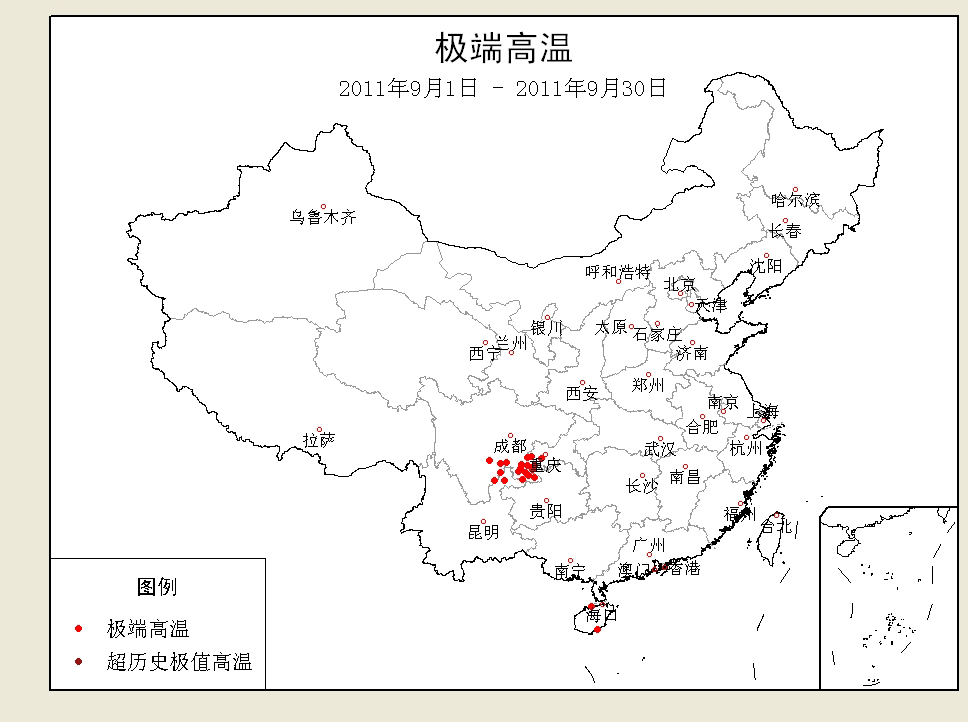 极端高温
2011年9月1日 - 2011年9月30日
哈尔滨
乌鲁木齐
长春
沈阳
呼和浩特
北京
天津
银川
太原
石家庄
西宁
兰州
济南
西安
郑州
南京
上海
合肥
拉萨
成都
武汉
杭州
重庆
南昌
长沙
贵阳
福州
台北
昆明
广州
南宁
澳门
香港
海口
图例
极端高温
超历史极值高温